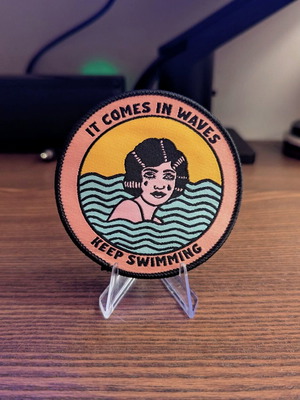 IT COMES IN WAVES
KEEP SWIMMING